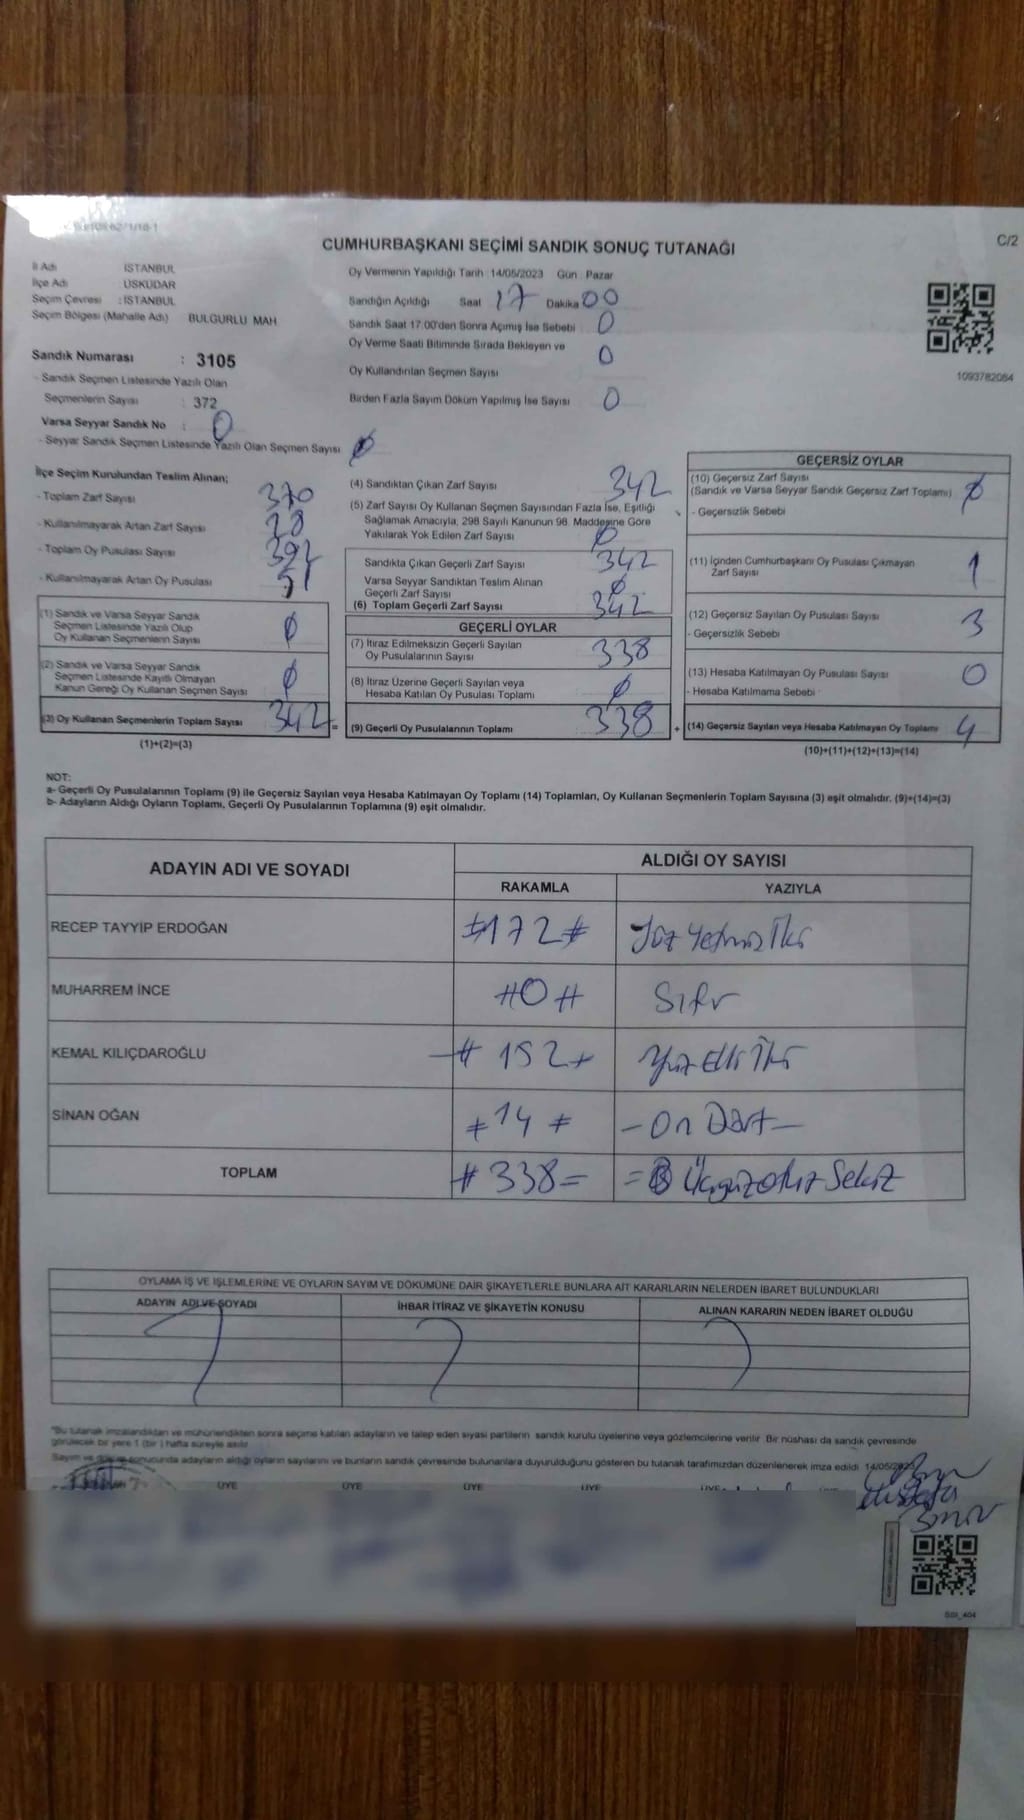 C/2
CUMHURBAŞKANI SEÇİMİ SANDIK SONUÇ TUTANAĞI
İl Adı : İSTANBUL
İlçe Adı : ÜSKÜDAR
Seçim Çevresi : İSTANBUL
Seçim Bölgesi (Mahalle Adı) BULGURLU MAH
Sandık Numarası : 3105
- Sandık Seçmen Listesinde Yazılı Olan
Seçmenlerin Sayısı : 372
Varsa Seyyar Sandık No : 0
- Seyyar Sandık Seçmen Listesinde Yazılı Olan Seçmen Sayısı 0
Oy Vermenin Yapıldığı Tarih :14/05/2023 Gün : Pazar
Sandığın Açıldığı Saat 17 Dakika 00
Sandık Saat 17:00'den Sonra Açmış İse Sebebi 0
Oy Verme Saati Bitiminde Sırada Bekleyen ve 0
Oy Kullandırılan Seçmen Sayısı
Birden Fazla Sayım Döküm Yapılmış İse Sayısı 0
1093782084
İlçe Seçim Kurulundan Teslim Alınan;
- Toplam Zarf Sayısı 370
- Kullanılmayarak Artan Zarf Sayısı 28
- Toplam Oy Pusulası Sayısı 392
- Kullanılmayarak Artan Oy Pusulası 51
(1) Sandık ve Varsa Seyyar Sandık
Seçmen Listesinde Yazılı Olup
Oy Kullanan Seçmenlerin Sayısı 0
(2) Sandık ve Varsa Seyyar Sandık
Seçmen Listesinde Kayıtlı Olmayan
Kanun Gereği Oy Kullanan Seçmen Sayısı 0
(3) Oy Kullanan Seçmenlerin Toplam Sayısı 342 =
(1)+(2)=(3)
(4) Sandıktan Çıkan Zarf Sayısı 342
(5) Zarf Sayısı Oy Kullanan Seçmen Sayısından Fazla İse, Eşitliği
Sağlamak Amacıyla, 298 Sayılı Kanunun 98. Maddesine Göre
Yakılarak Yok Edilen Zarf Sayısı 0
Sandıkta Çıkan Geçerli Zarf Sayısı 342
Varsa Seyyar Sandıktan Teslim Alınan
Geçerli Zarf Sayısı 0
(6) Toplam Geçerli Zarf Sayısı 342
GEÇERLİ OYLAR
(7) İtiraz Edilmeksizin Geçerli Sayılan
Oy Pusulalarının Sayısı 338
(8) İtiraz Üzerine Geçerli Sayılan veya
Hesaba Katılan Oy Pusulası Toplamı 0
(9) Geçerli Oy Pusulalarının Toplamı 338 +
GEÇERSİZ OYLAR
(10) Geçersiz Zarf Sayısı
(Sandık ve Varsa Seyyar Sandık Geçersiz Zarf Toplamı) 0
- Geçersizlik Sebebi
(11) İçinden Cumhurbaşkanı Oy Pusulası Çıkmayan
Zarf Sayısı 1
(12) Geçersiz Sayılan Oy Pusulası Sayısı 3
- Geçersizlik Sebebi
(13) Hesaba Katılmayan Oy Pusulası Sayısı 0
- Hesaba Katılmama Sebebi
(14) Geçersiz Sayılan veya Hesaba Katılmayan Oy Toplamı 4
(10)+(11)+(12)+(13)=(14)
NOT:
a- Geçerli Oy Pusulalarının Toplamı (9) ile Geçersiz Sayılan veya Hesaba Katılmayan Oy Toplamı (14) Toplamları, Oy Kullanan Seçmenlerin Toplam Sayısına (3) eşit olmalıdır. (9)+(14)=(3)
b- Adayların Aldığı Oyların Toplamı, Geçerli Oy Pusulalarının Toplamına (9) eşit olmalıdır.
ADAYIN ADI VE SOYADI ALDIĞI OY SAYISI
RAKAMLA YAZIYLA
RECEP TAYYİP ERDOĞAN #172# Yüz Yetmiş İki
MUHARREM İNCE #0# Sıfır
KEMAL KILIÇDAROĞLU # 152 + Yüz Elli İki
SİNAN OĞAN # 14 # - On Dört -
TOPLAM # 338 = = Üçyüzotuz Sekiz
OYLAMA İŞ VE İŞLEMLERİNE VE OYLARIN SAYIM VE DÖKÜMÜNE DAİR ŞİKAYETLERLE BUNLARA AİT KARARLARIN NELERDEN İBARET BULUNDUKLARI
ADAYIN ADI VE SOYADI İHBAR İTİRAZ VE ŞİKAYETİN KONUSU ALINAN KARARIN NEDEN İBARET OLDUĞU
*Bu tutanak imzalandıktan ve mühürlendikten sonra seçime katılan adayların ve talep eden siyasi partilerin sandık kurulu üyelerine veya gözlemcilerine verilir. Bir nüshası da sandık çevresinde
görülecek bir yere 1 (bir) hafta süreyle asılır.
Sayım ve döküm sonucunda adayların aldığı oyların sayılarını ve bunların sandık çevresinde bulunanlara duyurulduğunu gösteren bu tutanak tarafımızdan düzenlenerek imza edildi. 14/05/2023
ÜYE ÜYE ÜYE ÜYE ÜYE
Mustafa